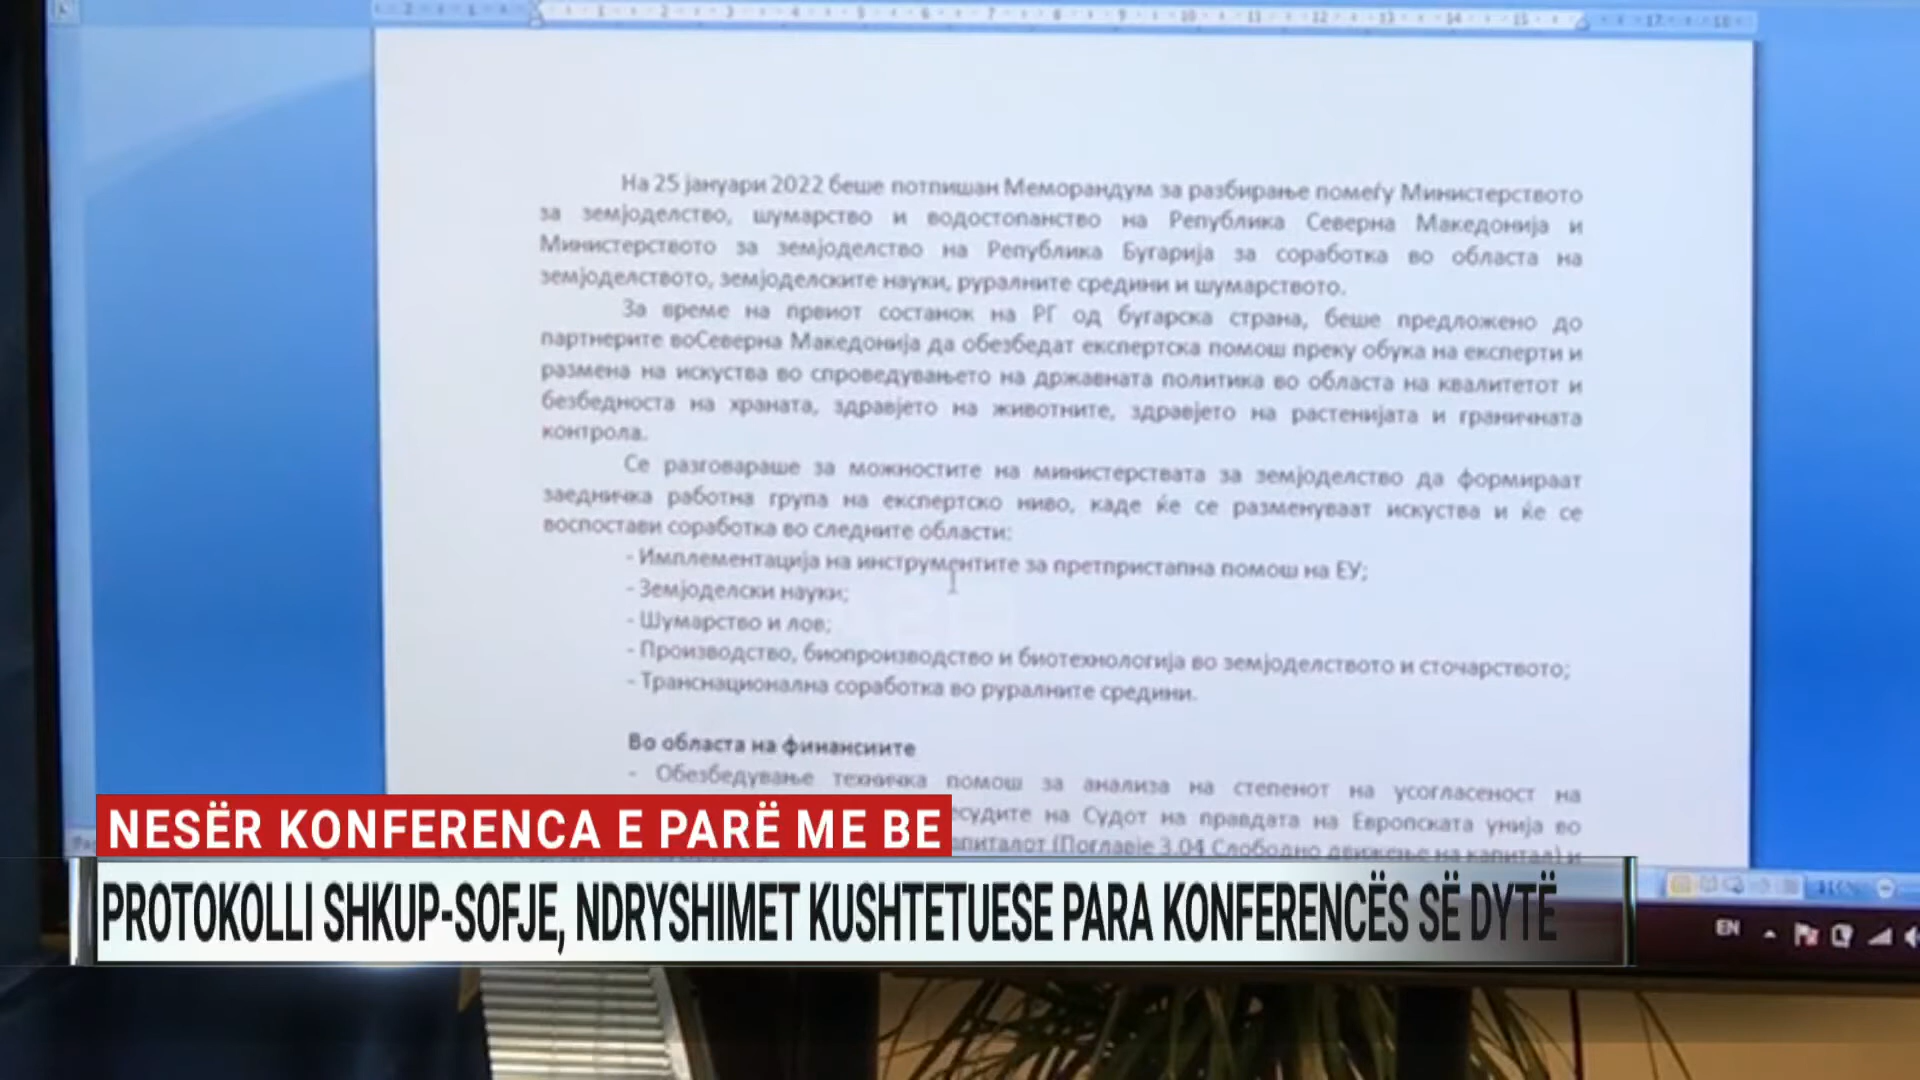 На 25 јануари 2022 беше потпишан Меморандум за разбирање помеѓу Министерството
за земјоделство, шумарство и водостопанство на Република Северна Македонија и
Министерството за земјоделство на Република Бугарија за соработка во областа на
земјоделството, земјоделските науки, руралните средини и шумарството.
За време на првиот состанок на РГ од бугарска страна, беше предложено до
партнерите воСеверна Македонија да обезбедат експертска помош преку обука на експерти и
размена на искуства во спроведувањето на државната политика во областа на квалитетот и
безбедноста на храната, здравјето на животните, здравјето на растенијата и граничната
контрола.
Се разговараше за можностите на министерствата за земјоделство да формираат
заедничка работна група на експертско ниво, каде ќе се разменуваат искуства и ќе се
воспостави соработка во следните области:
- Имплементација на инструментите за претпристапна помош на ЕУ;
- Земјоделски науки;
- Шумарство и лов;
- Производство, биопроизводство и биотехнологија во земјоделството и сточарството;
- Транснационална соработка во руралните средини.
Во областа на финансиите
- Обезбедување техничка помош за анализа на степенот на усогласеност на
на Судот на правдата на Европската унија во
(Поглавје 3.04 Слободно движење на капитал) и
NESËR KONFERENCA E PARË ME BE
PROTOKOLLI SHKUP-SOFJE, NDRYSHIMET KUSHTETUESE PARA KONFERENCËS SË DYTË
116%
EN